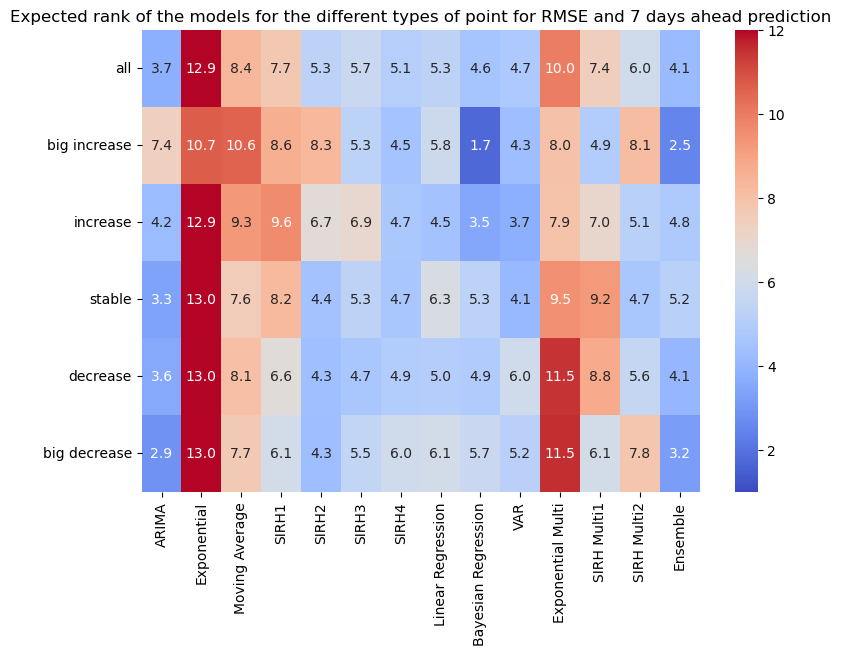 Expected rank of the models for the different types of point for RMSE and 7 days ahead prediction
all 3.7 12.9 8.4 7.7 5.3 5.7 5.1 5.3 4.6 4.7 10.0 7.4 6.0 4.1
big increase 7.4 10.7 10.6 8.6 8.3 5.3 4.5 5.8 1.7 4.3 8.0 4.9 8.1 2.5
increase 4.2 12.9 9.3 9.6 6.7 6.9 4.7 4.5 3.5 3.7 7.9 7.0 5.1 4.8
stable 3.3 13.0 7.6 8.2 4.4 5.3 4.7 6.3 5.3 4.1 9.5 9.2 4.7 5.2
decrease 3.6 13.0 8.1 6.6 4.3 4.7 4.9 5.0 4.9 6.0 11.5 8.8 5.6 4.1
big decrease 2.9 13.0 7.7 6.1 4.3 5.5 6.0 6.1 5.7 5.2 11.5 6.1 7.8 3.2
ARIMA
Exponential
Moving Average
SIRH1
SIRH2
SIRH3
SIRH4
Linear Regression
Bayesian Regression
VAR
Exponential Multi
SIRH Multi1
SIRH Multi2
Ensemble
12
10
8
6
4
2